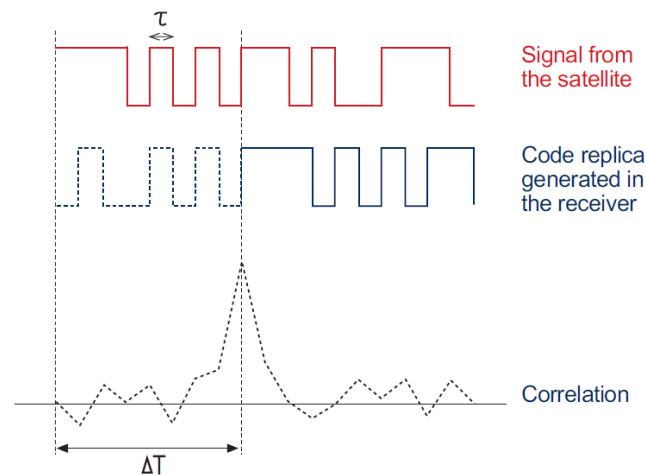 τ
Signal from
the satellite
Code replica
generated in
the receiver
Correlation
ΔT